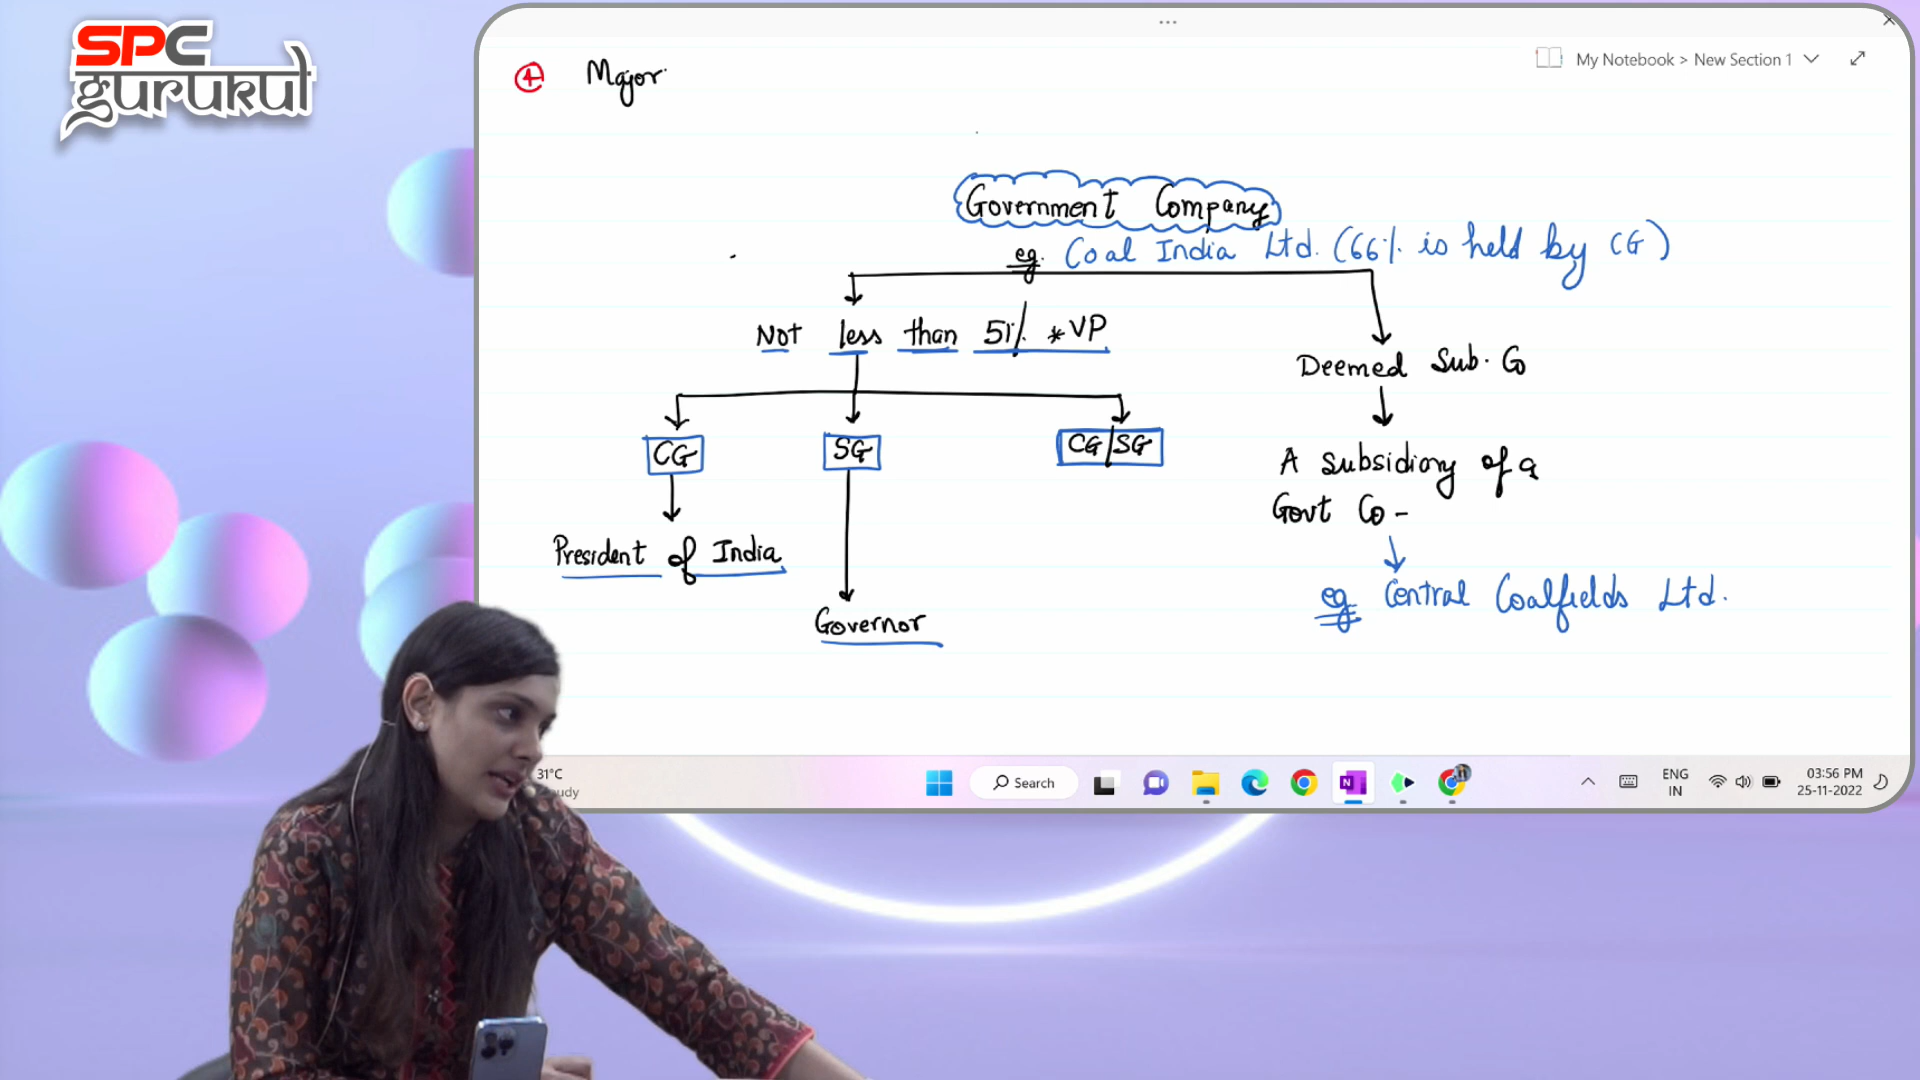 SPC
gurukul
My Notebook > New Section 1
4 Major
Government Company
eg. Coal India Ltd. (66% is held by CG)
Not less than 51% *VP
Deemed Sub. Co
CG
SG
CG/SG
A subsidiary of a
Govt Co -
President of India
eg Central Coalfields Ltd.
Governor
31°C
Search
ENG
IN
03:56 PM
25-11-2022